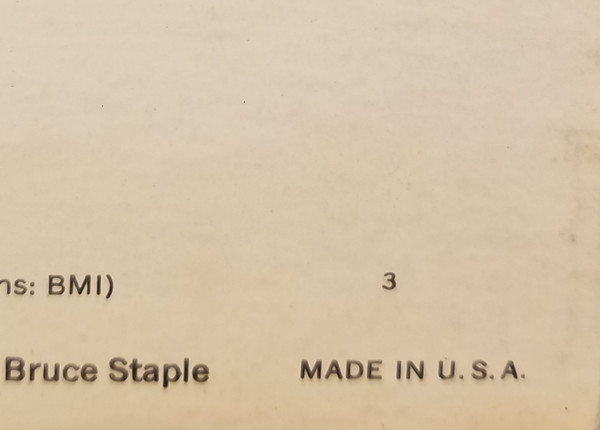 ns: BMI) 3
Bruce Staple MADE IN U.S.A.